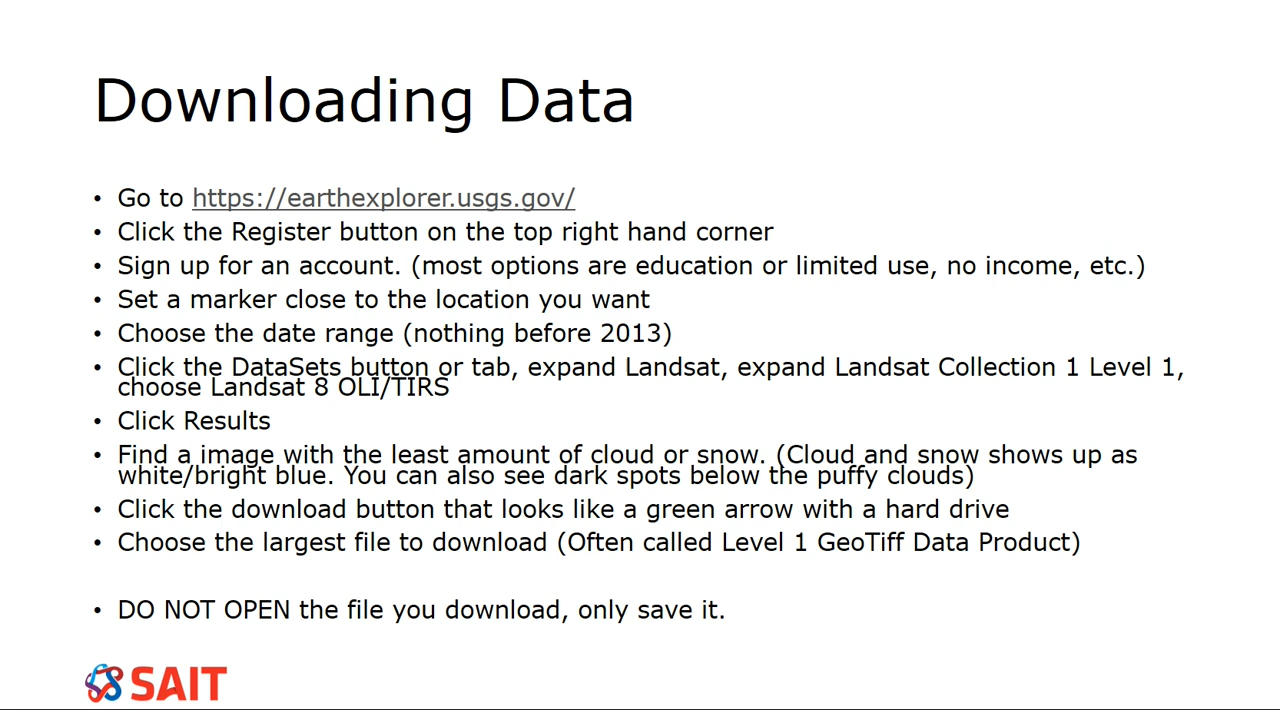 Downloading Data
• Go to https://earthexplorer.usgs.gov/
• Click the Register button on the top right hand corner
• Sign up for an account. (most options are education or limited use, no income, etc.)
• Set a marker close to the location you want
• Choose the date range (nothing before 2013)
• Click the DataSets button or tab, expand Landsat, expand Landsat Collection 1 Level 1,
choose Landsat 8 OLI/TIRS
• Click Results
• Find a image with the least amount of cloud or snow. (Cloud and snow shows up as
white/bright blue. You can also see dark spots below the puffy clouds)
• Click the download button that looks like a green arrow with a hard drive
• Choose the largest file to download (Often called Level 1 GeoTiff Data Product)
• DO NOT OPEN the file you download, only save it.
SAIT